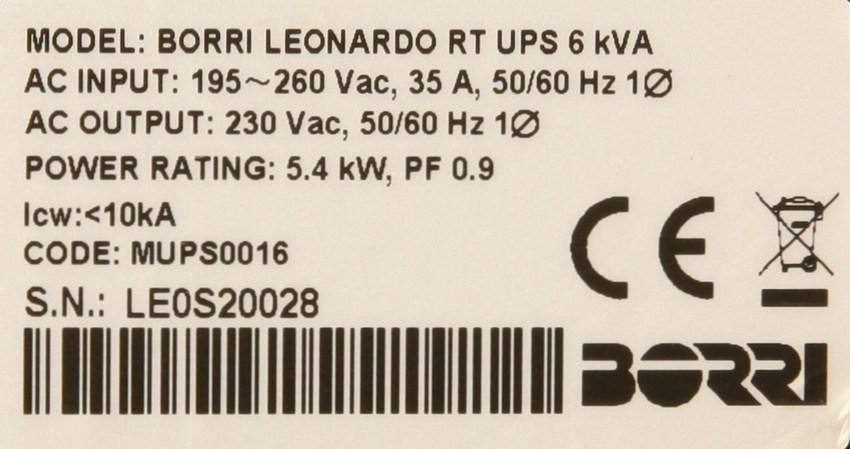 MODEL: BORRI LEONARDO RT UPS 6 kVA
AC INPUT: 195~260 Vac, 35 A, 50/60 Hz 1Ø
AC OUTPUT: 230 Vac, 50/60 Hz 1Ø
POWER RATING: 5.4 kW, PF 0.9
Icw:<10kA
CODE: MUPS0016
S.N.: LE0S20028
CE
BORRI